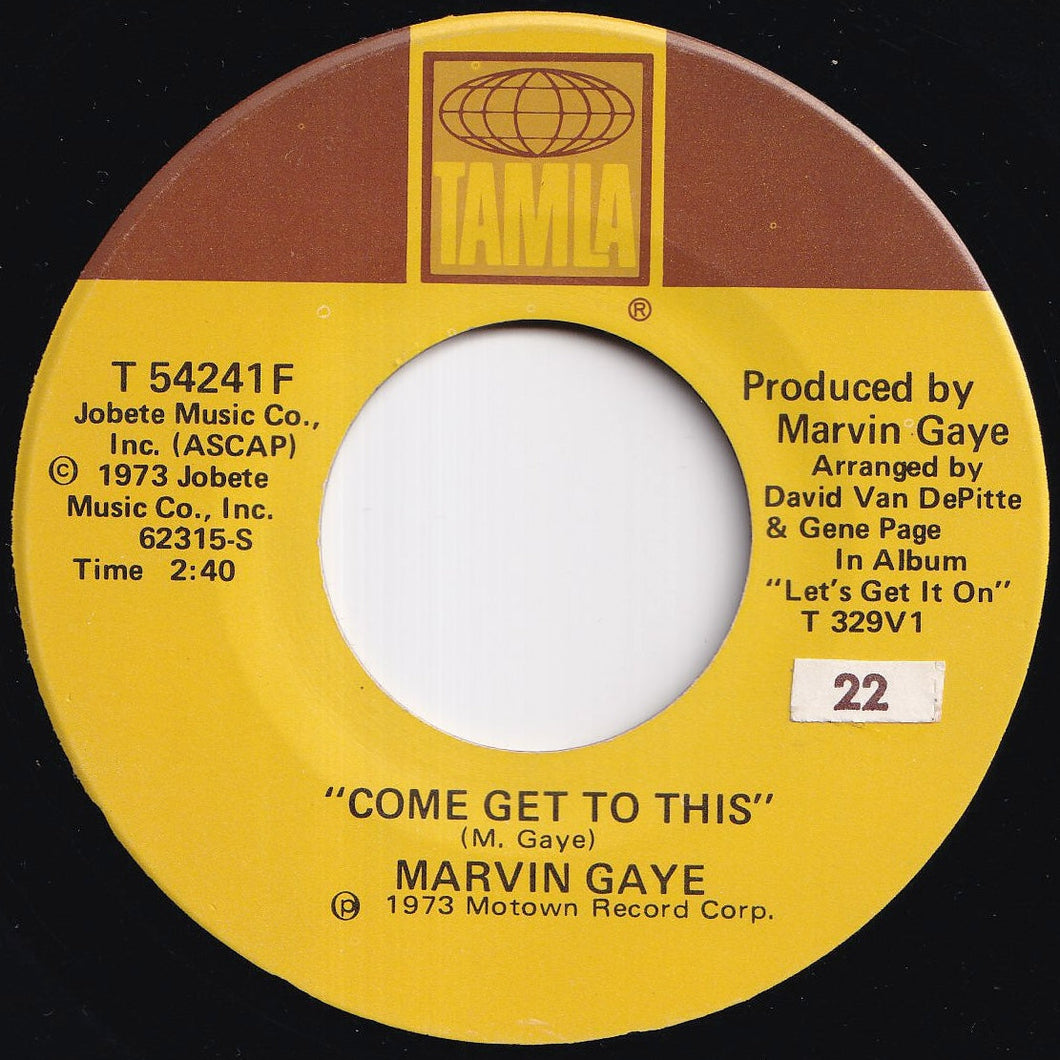 TAMLA
®
T 54241F
Jobete Music Co.,
Inc. (ASCAP)
© 1973 Jobete
Music Co., Inc.
62315-S
Time 2:40
Produced by
Marvin Gaye
Arranged by
David Van DePitte
& Gene Page
In Album
"Let's Get It On"
T 329V1
22
"COME GET TO THIS"
(M. Gaye)
MARVIN GAYE
℗ 1973 Motown Record Corp.